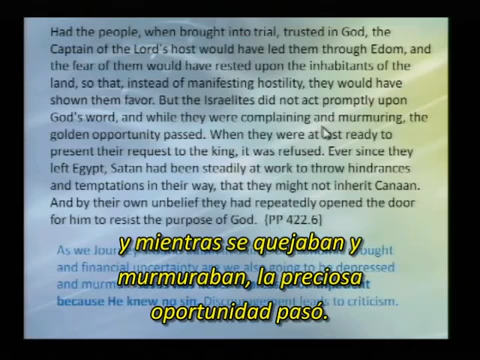 Had the people, when brought into trial, trusted in God, the
Captain of the Lord's host would have led them through Edom, and
the fear of them would have rested upon the inhabitants of the
land, so that, instead of manifesting hostility, they would have
shown them favor. But the Israelites did not act promptly upon
God's word, and while they were complaining and murmuring, the
golden opportunity passed. When they were at last ready to
present their request to the king, it was refused. Ever since they
left Egypt, Satan had been steadily at work to throw hindrances
and temptations in their way, that they might not inherit Canaan.
And by their own unbelief they had repeatedly opened the door
for him to resist the purpose of God. {PP 422.6}
As we Journey
y mientras se quejaban y
and financial
murmuraban, la preciosa
and
because He knew no sin. criticism.
oportunidad pasó.